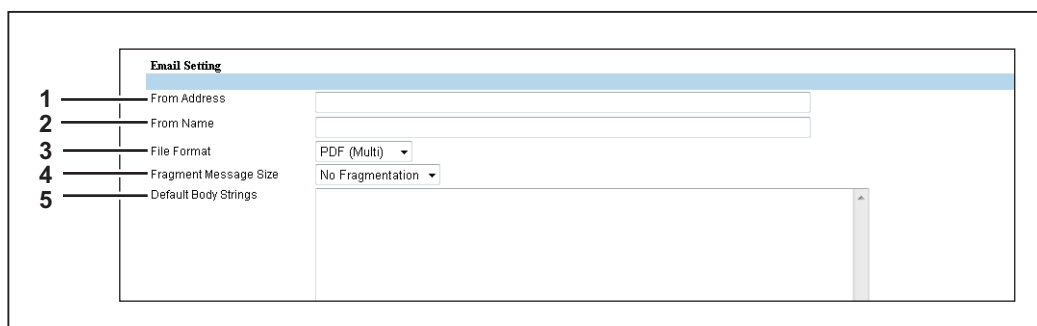 Email Setting
1 From Address
2 From Name
3 File Format PDF (Multi)
4 Fragment Message Size No Fragmentation
5 Default Body Strings